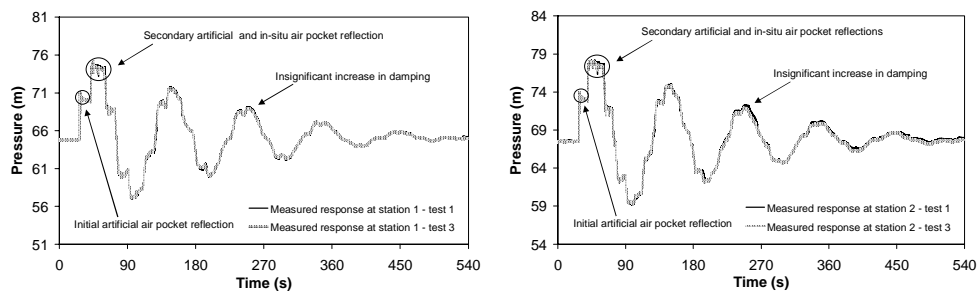 81
76
71
66
61
56
51
Pressure (m)
Secondary artificial and in-situ air pocket reflection
Insignificant increase in damping
Initial artificial air pocket reflection
Measured response at station 1 - test 1
Measured response at station 1 - test 3
0 90 180 270 360 450 540
Time (s)
84
79
74
69
64
59
54
Pressure (m)
Secondary artificial and in-situ air pocket reflections
Insignificant increase in damping
Initial artificial air pocket reflection
Measured response at station 2 - test 1
Measured response at station 2 - test 3
0 90 180 270 360 450 540
Time (s)